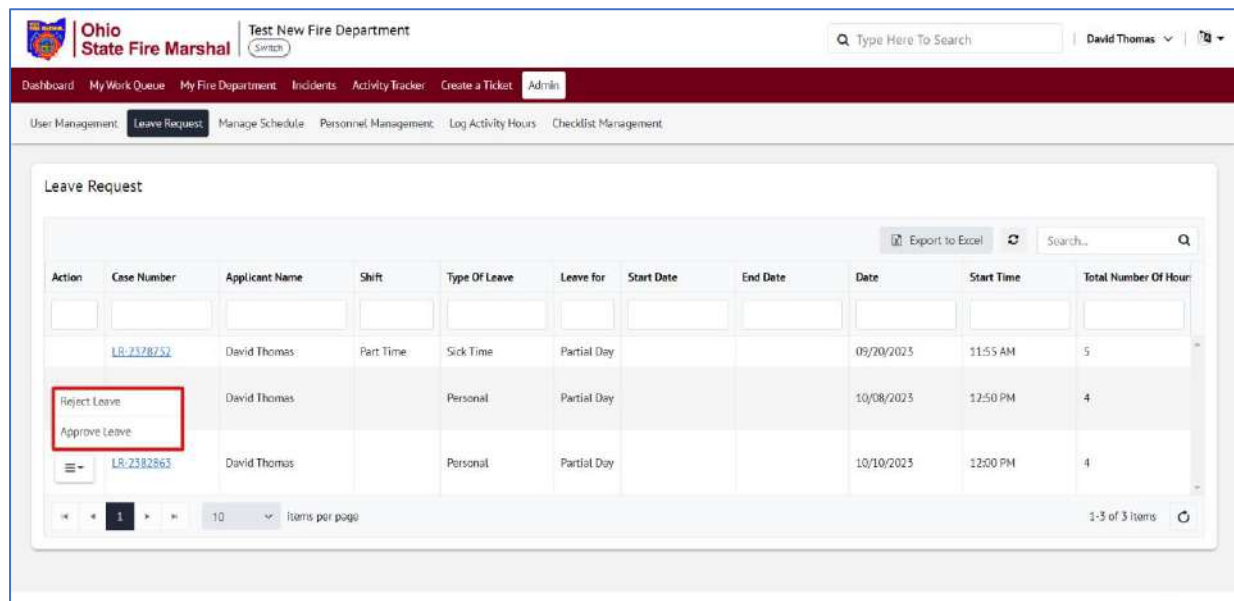 Ohio
State Fire Marshal
Test New Fire Department
Switch
Type Here To Search
David Thomas
Dashboard My Work Queue My Fire Department Incidents Activity Tracker Create a Ticket Admin
User Management Leave Request Manage Schedule Personnel Management Log Activity Hours Checklist Management
Leave Request
Export to Excel Search...
Action Case Number Applicant Name Shift Type Of Leave Leave for Start Date End Date Date Start Time Total Number Of Hour
LR-2378752 David Thomas Part Time Sick Time Partial Day 09/20/2023 11:55 AM 5
David Thomas Personal Partial Day 10/08/2023 12:50 PM 4
Reject Leave
Approve Leave
LR-2382863 David Thomas Personal Partial Day 10/10/2023 12:00 PM 4
1 10 items per page 1-3 of 3 items